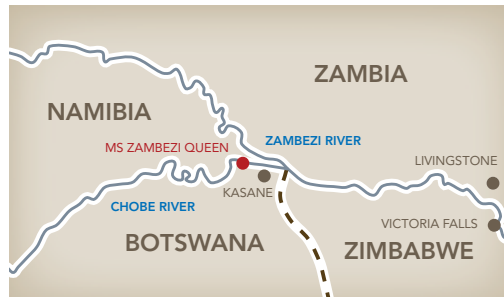 ZAMBIA
NAMIBIA
ZAMBEZI RIVER
MS ZAMBEZI QUEEN
LIVINGSTONE
KASANE
CHOBE RIVER
VICTORIA FALLS
BOTSWANA
ZIMBABWE